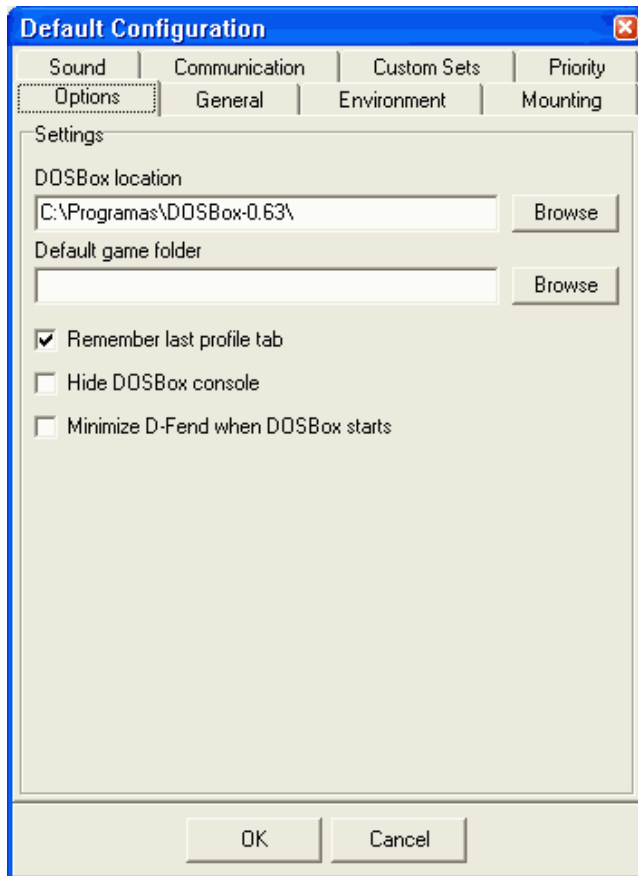 Default Configuration
Sound Communication Custom Sets Priority
Options General Environment Mounting
Settings
DOSBox location
C:\Programas\DOSBox-0.63\ Browse
Default game folder
Browse
Remember last profile tab
Hide DOSBox console
Minimize D-Fend when DOSBox starts
OK Cancel